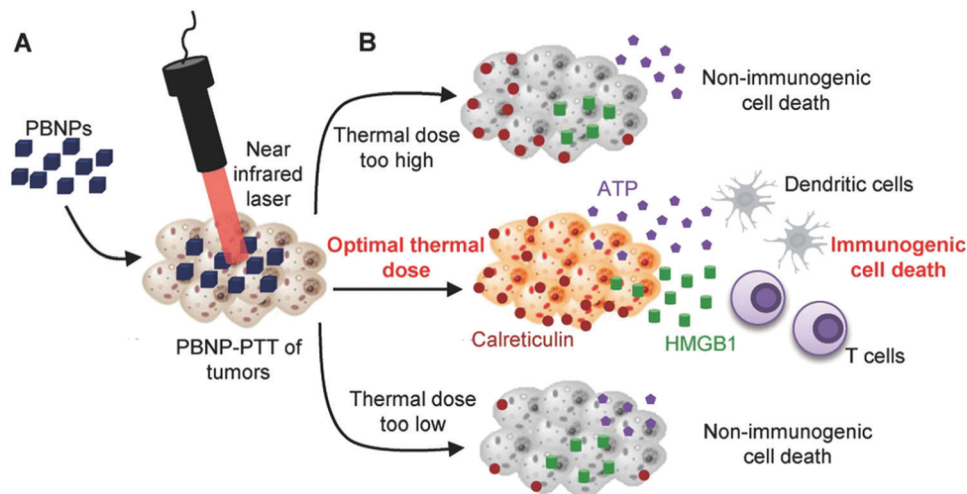 A
PBNPs
Near
infrared
laser
PBNP-PTT of
tumors
B
Thermal dose
too high
Non-immunogenic
cell death
Optimal thermal
dose
ATP
Dendritic cells
Immunogenic
cell death
Calreticulin
HMGB1
T cells
Thermal dose
too low
Non-immunogenic
cell death